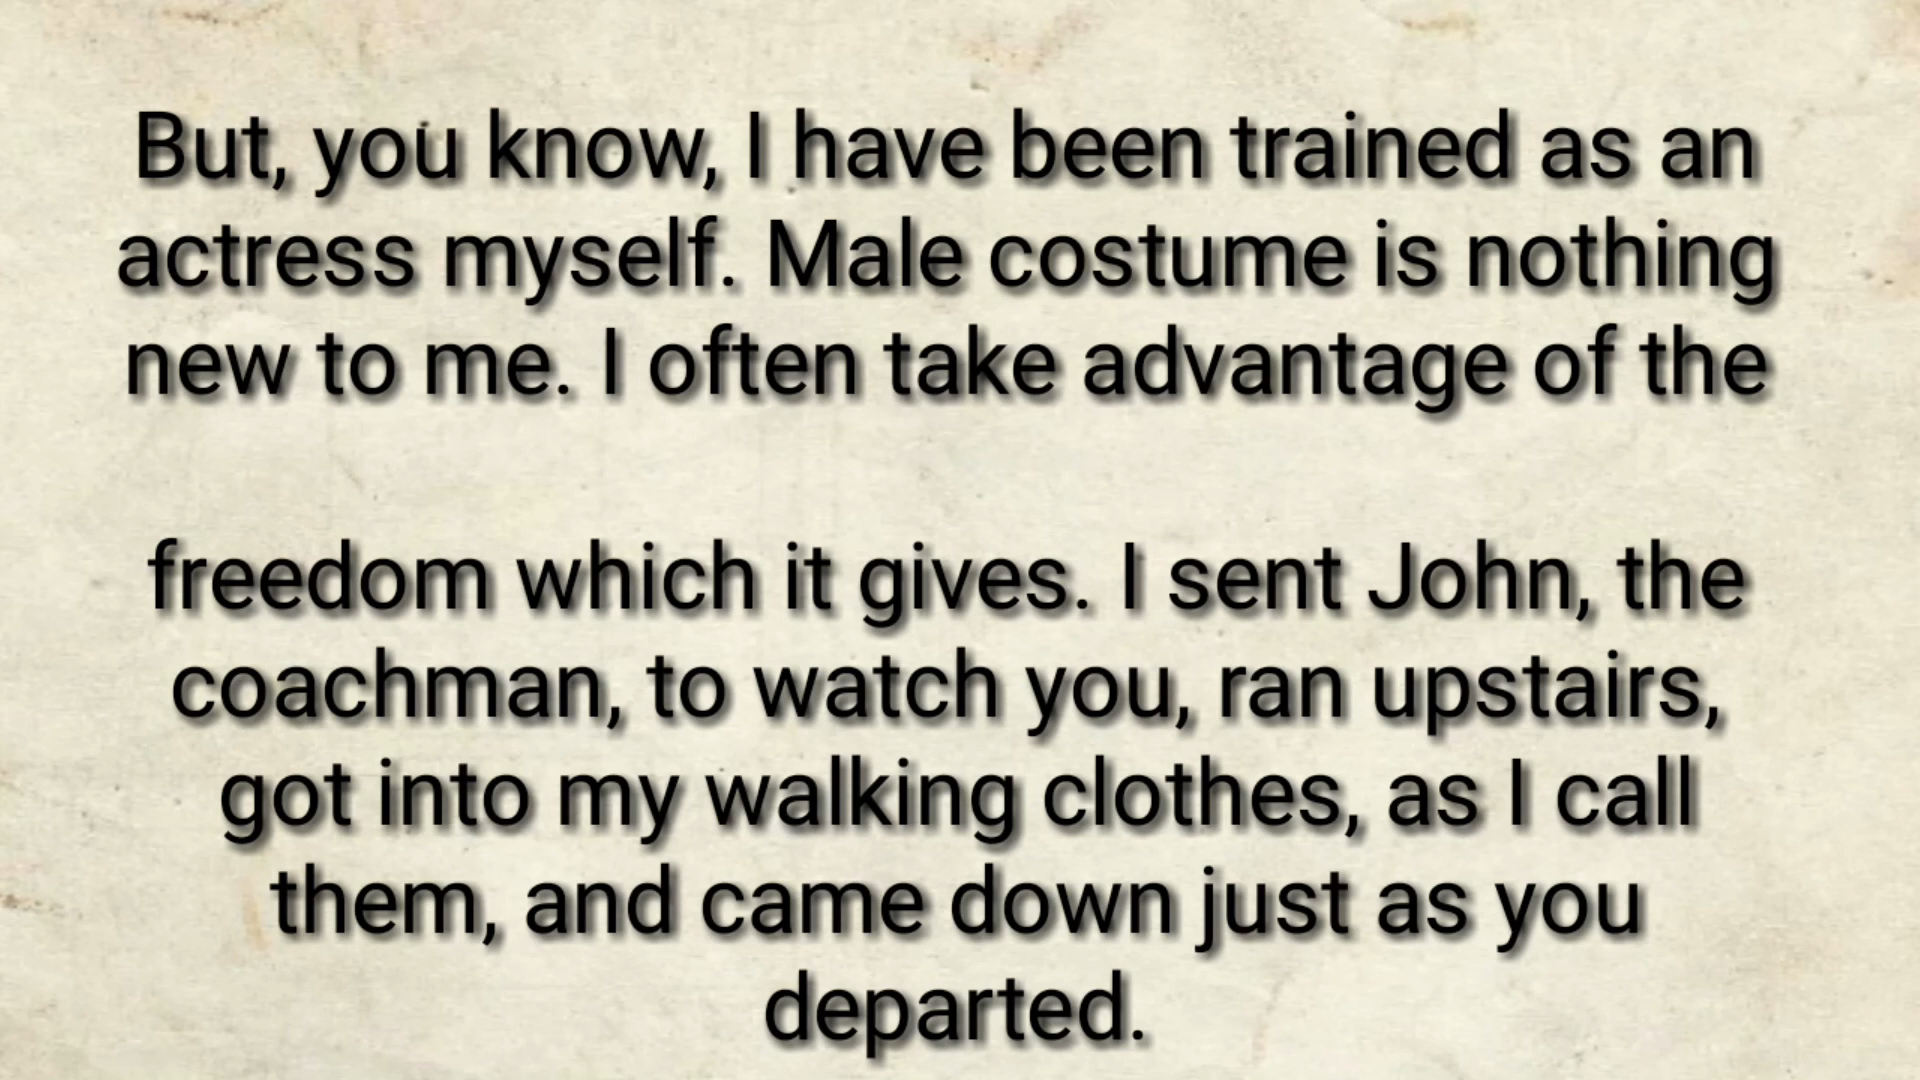 But, you know, I have been trained as an
actress myself. Male costume is nothing
new to me. I often take advantage of the
freedom which it gives. I sent John, the
coachman, to watch you, ran upstairs,
got into my walking clothes, as I call
them, and came down just as you
departed.